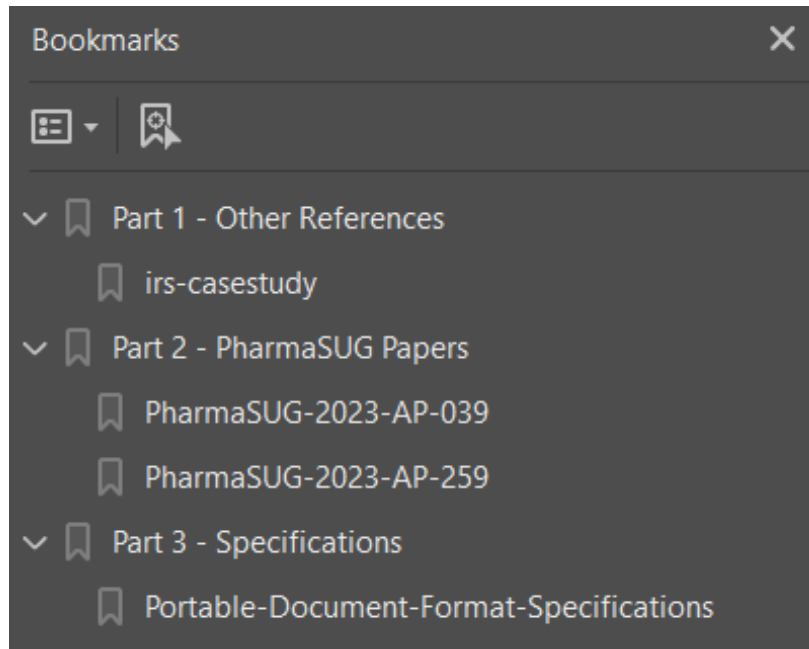 Bookmarks
Part 1 - Other References
irs-casestudy
Part 2 - PharmaSUG Papers
PharmaSUG-2023-AP-039
PharmaSUG-2023-AP-259
Part 3 - Specifications
Portable-Document-Format-Specifications